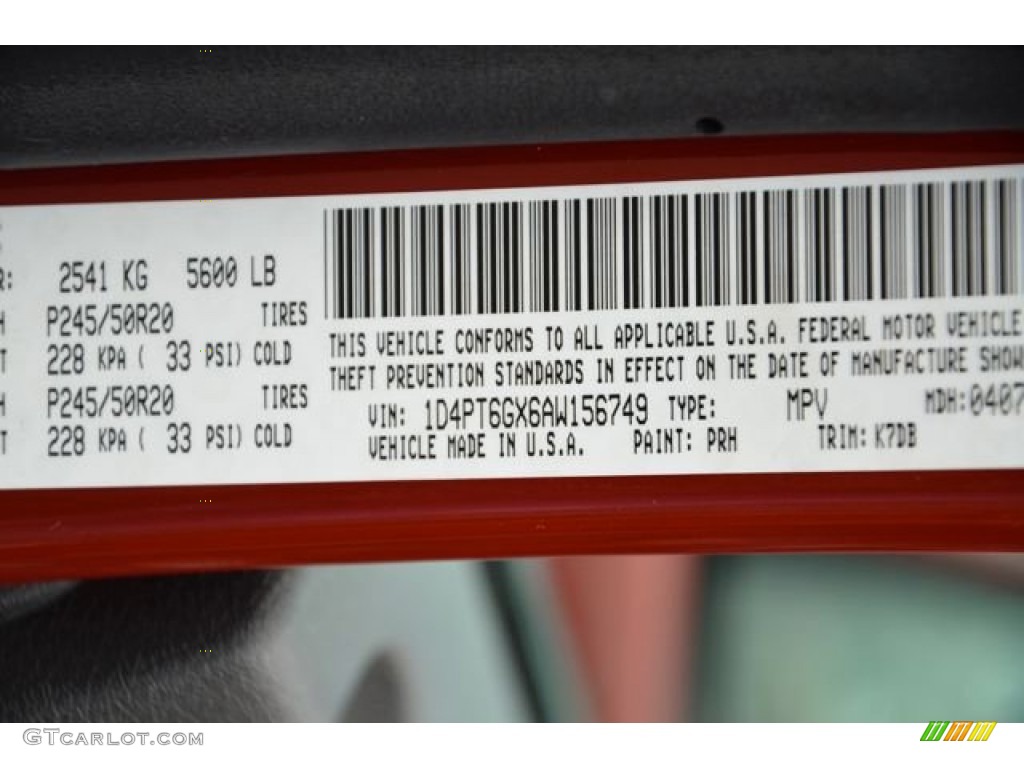 R: 2541 KG 5600 LB
P245/50R20 TIRES
228 KPA ( 33 PSI) COLD
P245/50R20 TIRES
228 KPA ( 33 PSI) COLD
THIS VEHICLE CONFORMS TO ALL APPLICABLE U.S.A. FEDERAL MOTOR VEHICLE
THEFT PREVENTION STANDARDS IN EFFECT ON THE DATE OF MANUFACTURE SHOW
VIN: 1D4PT6GX6AW156749 TYPE: MPV MDH: 0407
VEHICLE MADE IN U.S.A. PAINT: PRH TRIM: K7DB
GTCARLOT.COM